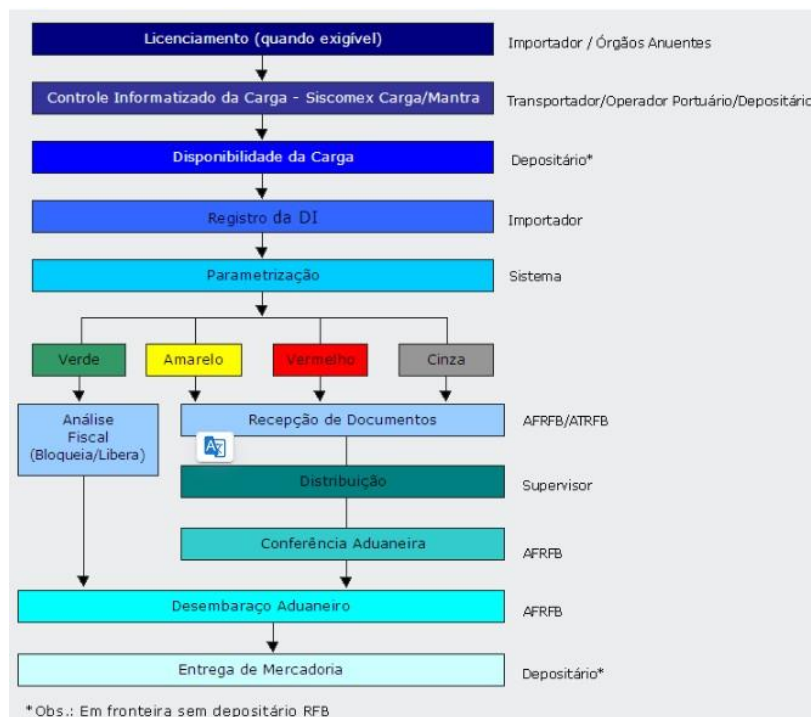 Licenciamento (quando exigível)
Importador / Órgãos Anuentes
Controle Informatizado da Carga - Siscomex Carga/Mantra
Transportador/Operador Portuário/Depositário
Disponibilidade da Carga
Depositário*
Registro da DI
Importador
Parametrização
Sistema
Verde
Amarelo
Vermelho
Cinza
Análise
Fiscal
(Bloqueia/Libera)
Recepção de Documentos
AFRFB/ATRFB
Distribuição
Supervisor
Conferência Aduaneira
AFRFB
Desembaraço Aduaneiro
AFRFB
Entrega de Mercadoria
Depositário*
*Obs.: Em fronteira sem depositário RFB